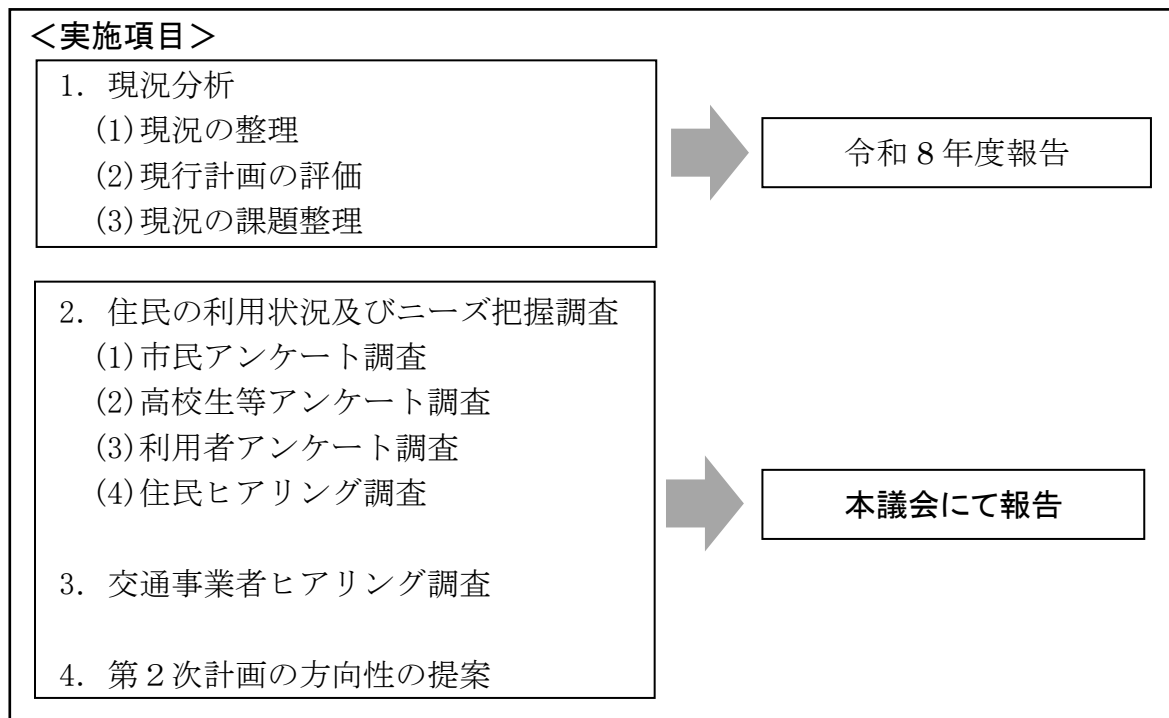 ＜実施項目＞
1. 現況分析
(1)現況の整理
(2)現行計画の評価
(3)現況の課題整理
令和８年度報告
2. 住民の利用状況及びニーズ把握調査
(1)市民アンケート調査
(2)高校生等アンケート調査
(3)利用者アンケート調査
(4)住民ヒアリング調査
3. 交通事業者ヒアリング調査
4. 第２次計画の方向性の提案
本議会にて報告